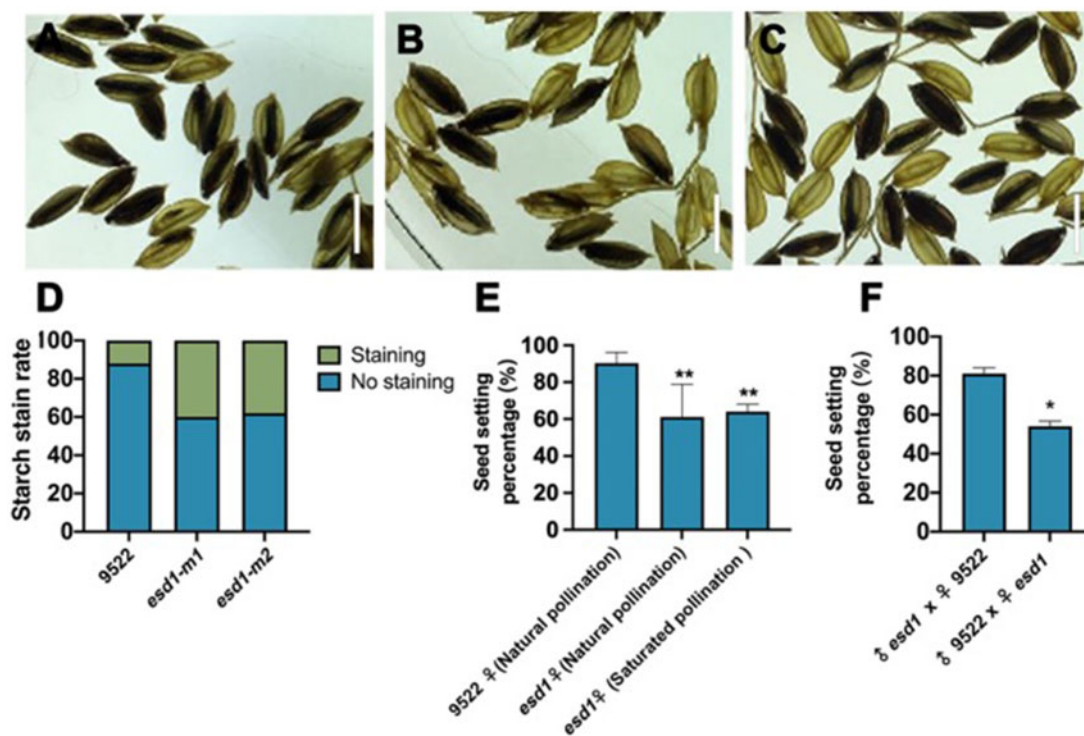 A
B
C
D
Starch stain rate
100
80
60
40
20
0
9522
esd1-m1
esd1-m2
Staining
No staining
E
Seed setting
percentage (%)
100
80
60
40
20
0
9522 ♀(Natural pollination)
esd1♀(Natural pollination)
esd1♀ (Saturated pollination )
**
**
F
Seed setting
percentage (%)
100
80
60
40
20
0
♂ esd1 x ♀ 9522
♂ 9522 x ♀ esd1
*